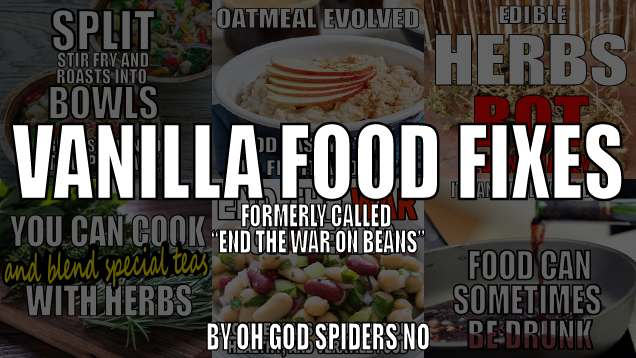 SPLIT
STIR FRY AND
ROASTS INTO
BOWLS
OATMEAL EVOLVED
EDIBLE
HERBS
ROT
VANILLA FOOD FIXES
FORMERLY CALLED
"END THE WAR ON BEANS"
WAR
YOU CAN COOK
and blend special teas
WITH HERBS
FOOD CAN
SOMETIMES
BE DRUNK
BY OH GOD SPIDERS NO